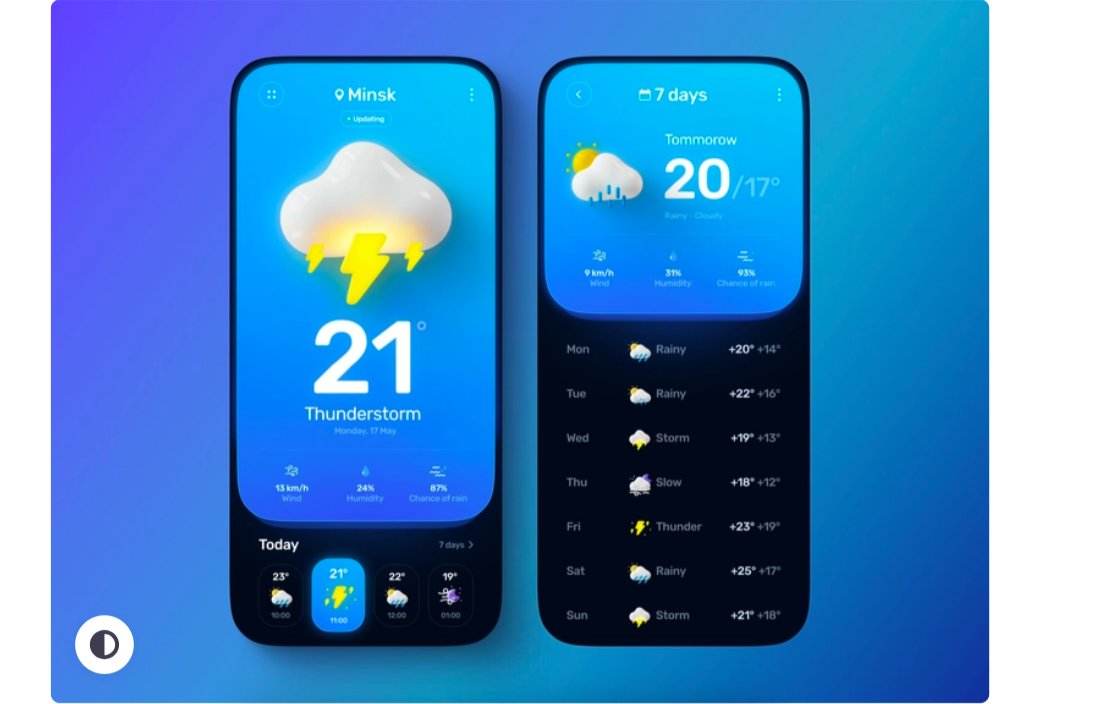 Minsk
Updating
21°
Thunderstorm
Monday, 17 May
13 km/h 24% 87%
Wind Humidity Chance of rain
Today 7 days
23° 21° 22° 19°
10:00 11:00 12:00 01:00
7 days
Tommorow
20/17°
Rainy - Cloudy
9 km/h 31% 93%
Wind Humidity Chance of rain
Mon Rainy +20° +14°
Tue Rainy +22° +16°
Wed Storm +19° +13°
Thu Slow +18° +12°
Fri Thunder +23° +19°
Sat Rainy +25° +17°
Sun Storm +21° +18°